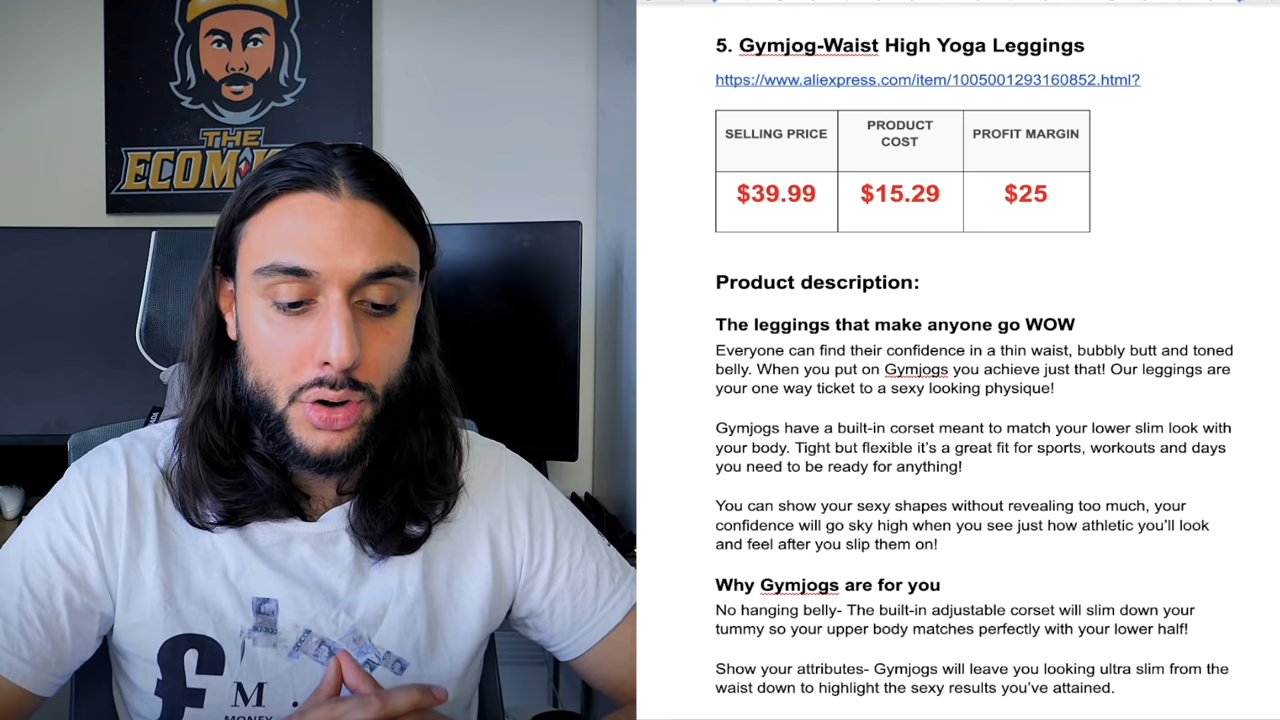 THE
ECOM
£
M.
MONEY
5. Gymjog-Waist High Yoga Leggings
https://www.aliexpress.com/item/1005001293160852.html?
SELLING PRICE PRODUCT COST PROFIT MARGIN
$39.99 $15.29 $25
Product description:
The leggings that make anyone go WOW
Everyone can find their confidence in a thin waist, bubbly butt and toned
belly. When you put on Gymjogs you achieve just that! Our leggings are
your one way ticket to a sexy looking physique!
Gymjogs have a built-in corset meant to match your lower slim look with
your body. Tight but flexible it's a great fit for sports, workouts and days
you need to be ready for anything!
You can show your sexy shapes without revealing too much, your
confidence will go sky high when you see just how athletic you'll look
and feel after you slip them on!
Why Gymjogs are for you
No hanging belly- The built-in adjustable corset will slim down your
tummy so your upper body matches perfectly with your lower half!
Show your attributes- Gymjogs will leave you looking ultra slim from the
waist down to highlight the sexy results you've attained.